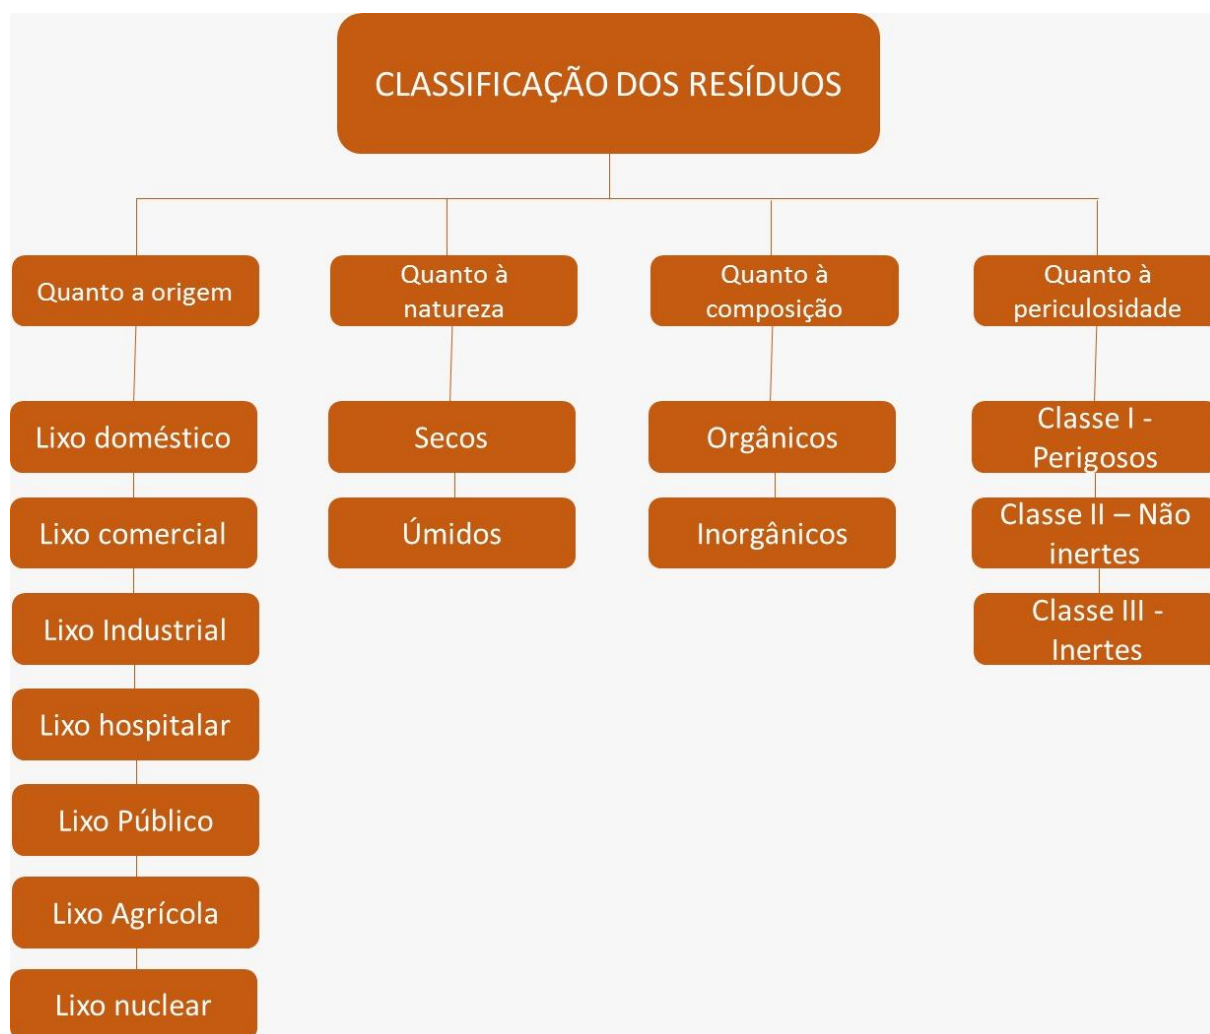 CLASSIFICAÇÃO DOS RESÍDUOS
Quanto a origem
Lixo doméstico
Lixo comercial
Lixo Industrial
Lixo hospitalar
Lixo Público
Lixo Agrícola
Lixo nuclear
Quanto à
natureza
Secos
Úmidos
Quanto à
composição
Orgânicos
Inorgânicos
Quanto à
periculosidade
Classe I -
Perigosos
Classe II – Não
inertes
Classe III -
Inertes